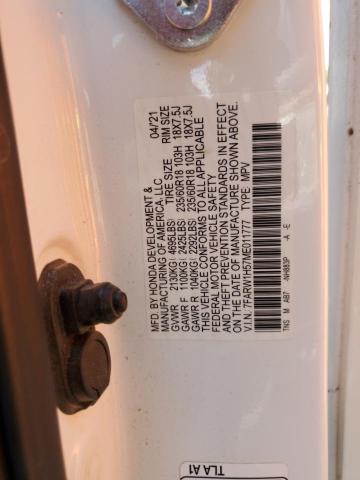 MFD. BY HONDA DEVELOPMENT & 04/21
MANUFACTURING OF AMERICA, LLC
TIRE SIZE RIM SIZE
GVWR 2130KG( 4695LBS)
GAWR F 1100KG( 2425LBS) 235/60R18 103H 18X7.5J
GAWR R 1040KG( 2292LBS) 235/60R18 103H 18X7.5J
THIS VEHICLE CONFORMS TO ALL APPLICABLE
FEDERAL MOTOR VEHICLE SAFETY
AND THEFT PREVENTION STANDARDS IN EFFECT
ON THE DATE OF MANUFACTURE SHOWN ABOVE.
V.I.N.: 7FARW1H57ME011777 TYPE: MPV
TNS M AB7 -NH883P -A -E
TLA A1